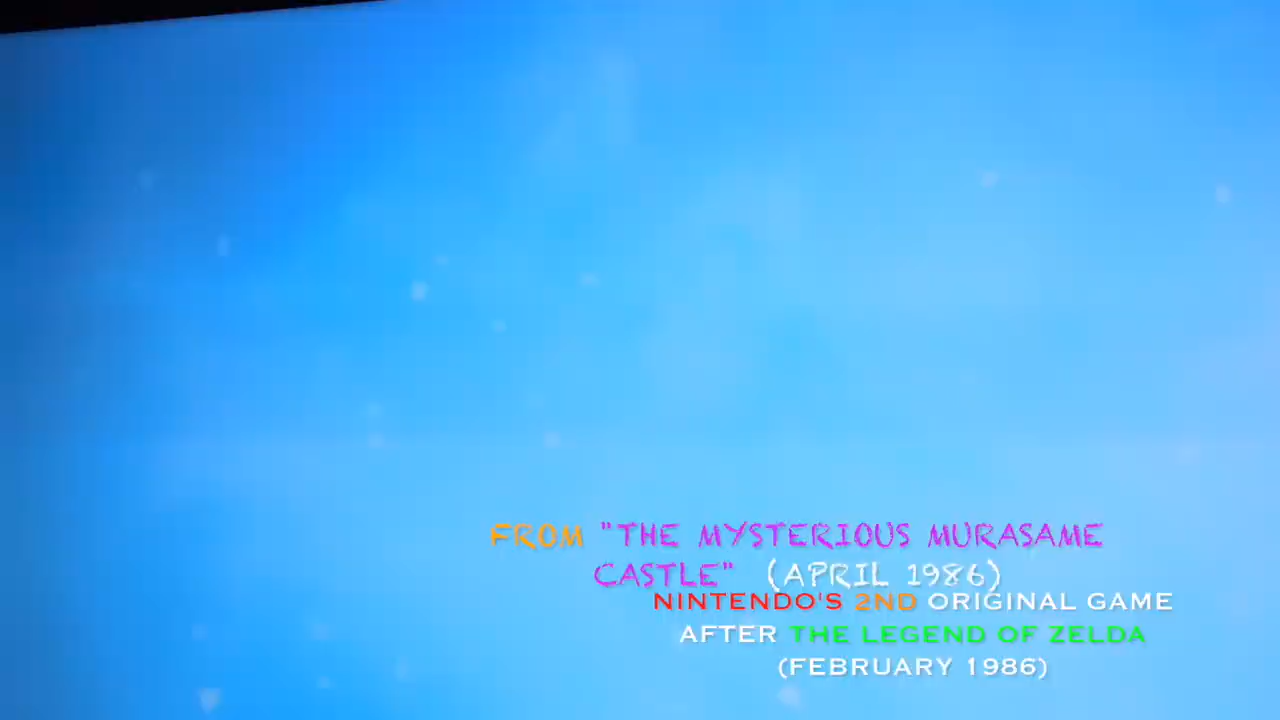 FROM "THE MYSTERIOUS MURASAME
CASTLE" (APRIL 1986)
NINTENDO'S 2ND ORIGINAL GAME
AFTER THE LEGEND OF ZELDA
(FEBRUARY 1986)